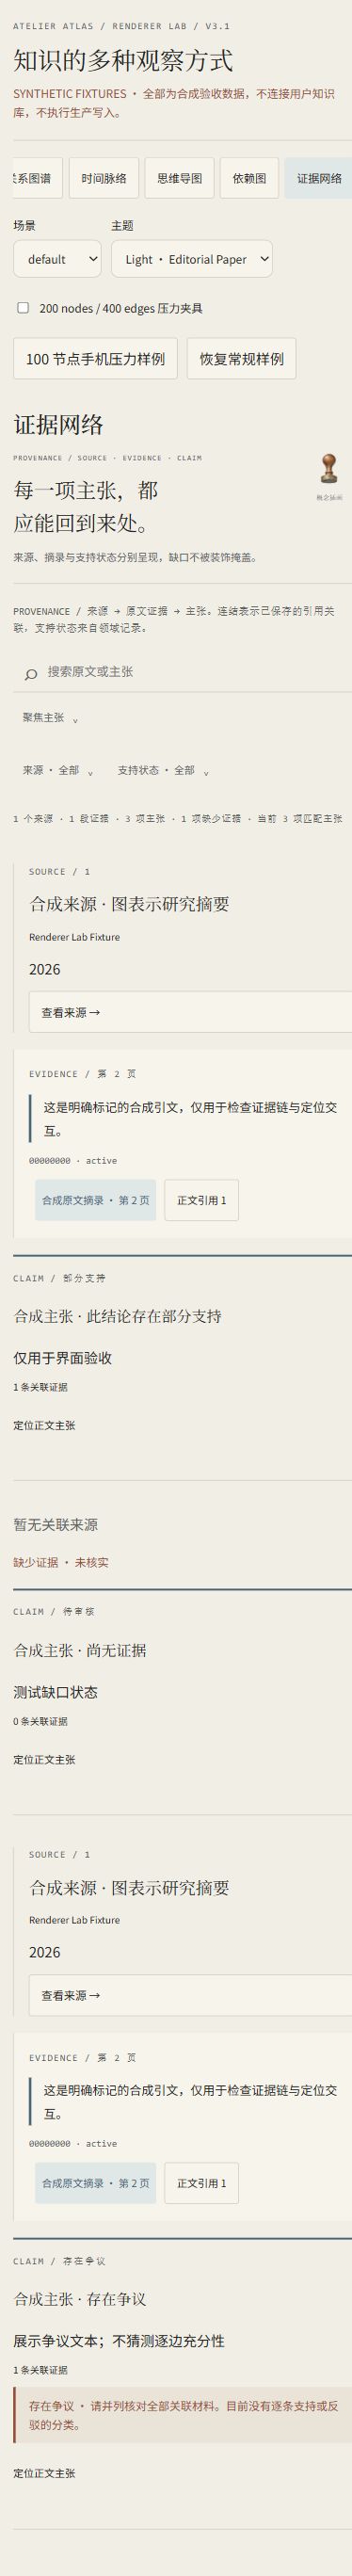 ATELIER ATLAS / RENDERER LAB / V3.1
知识的多种观察方式
SYNTHETIC FIXTURES · 全部为合成验收数据，不连接用户知识
库，不执行生产写入。
系图谱 时间脉络 思维导图 依赖图 证据网络
场景 主题
default Light · Editorial Paper
200 nodes / 400 edges 压力夹具
100 节点手机压力样例 恢复常规样例
证据网络
PROVENANCE / SOURCE · EVIDENCE · CLAIM
每一项主张，都
应能回到来处。
概念插画
来源、摘录与支持状态分别呈现，缺口不被装饰掩盖。
PROVENANCE / 来源 → 原文证据 → 主张。连结表示已保存的引用关
联，支持状态来自领域记录。
搜索原文或主张
聚焦主张
来源 · 全部 支持状态 · 全部
1 个来源 · 1 段证据 · 3 项主张 · 1 项缺少证据 · 当前 3 项匹配主张
SOURCE / 1
合成来源 · 图表示研究摘要
Renderer Lab Fixture
2026
查看来源 →
EVIDENCE / 第 2 页
这是明确标记的合成引文，仅用于检查证据链与定位交
互。
00000000 · active
合成原文摘录 · 第 2 页 正文引用 1
CLAIM / 部分支持
合成主张 · 此结论存在部分支持
仅用于界面验收
1 条关联证据
定位正文主张
暂无关联来源
缺少证据 · 未核实
CLAIM / 待审核
合成主张 · 尚无证据
测试缺口状态
0 条关联证据
定位正文主张
SOURCE / 1
合成来源 · 图表示研究摘要
Renderer Lab Fixture
2026
查看来源 →
EVIDENCE / 第 2 页
这是明确标记的合成引文，仅用于检查证据链与定位交
互。
00000000 · active
合成原文摘录 · 第 2 页 正文引用 1
CLAIM / 存在争议
合成主张 · 存在争议
展示争议文本；不猜测逐边充分性
1 条关联证据
存在争议 · 请并列核对全部关联材料。目前没有逐条支持或反
驳的分类。
定位正文主张